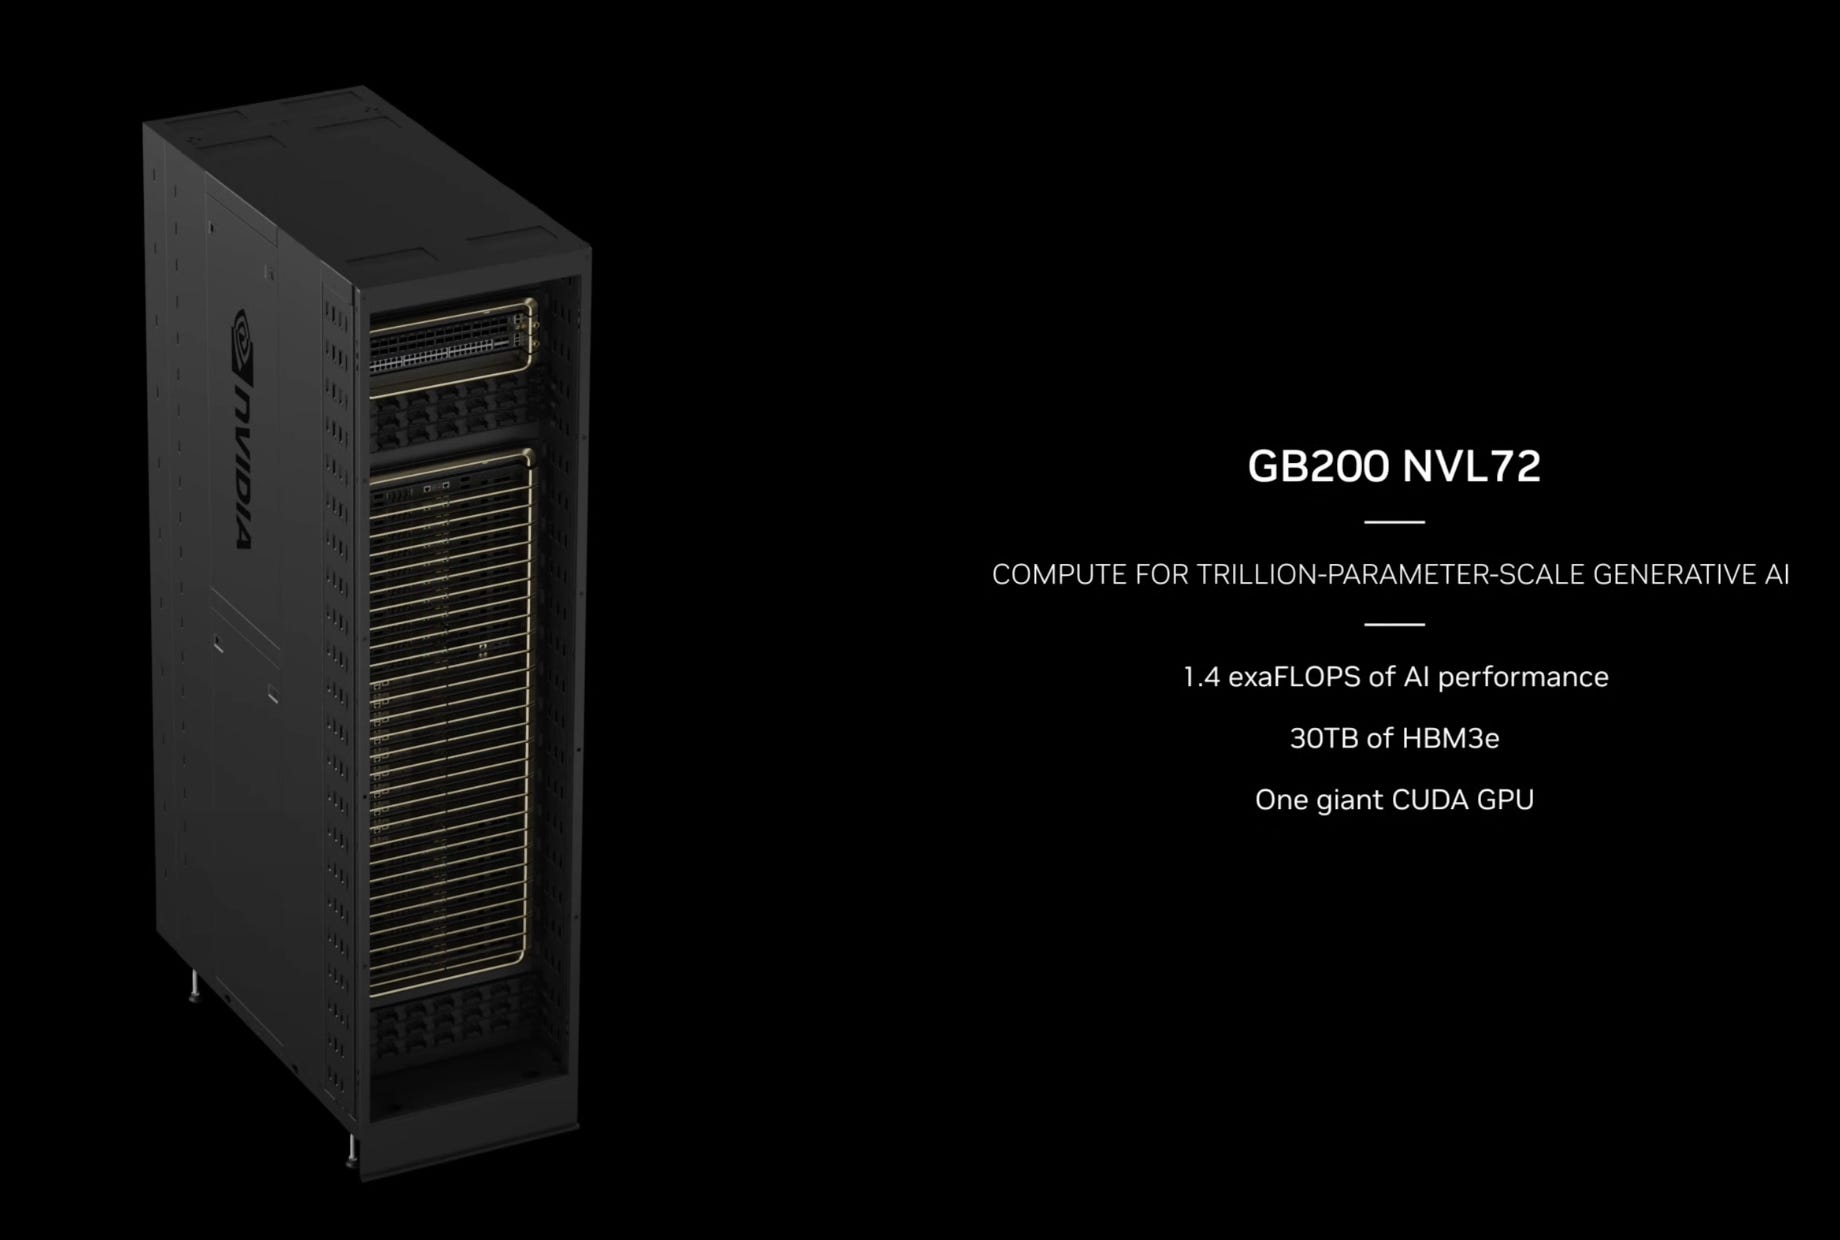 NVIDIA
GB200 NVL72
COMPUTE FOR TRILLION-PARAMETER-SCALE GENERATIVE AI
1.4 exaFLOPS of AI performance
30TB of HBM3e
One giant CUDA GPU